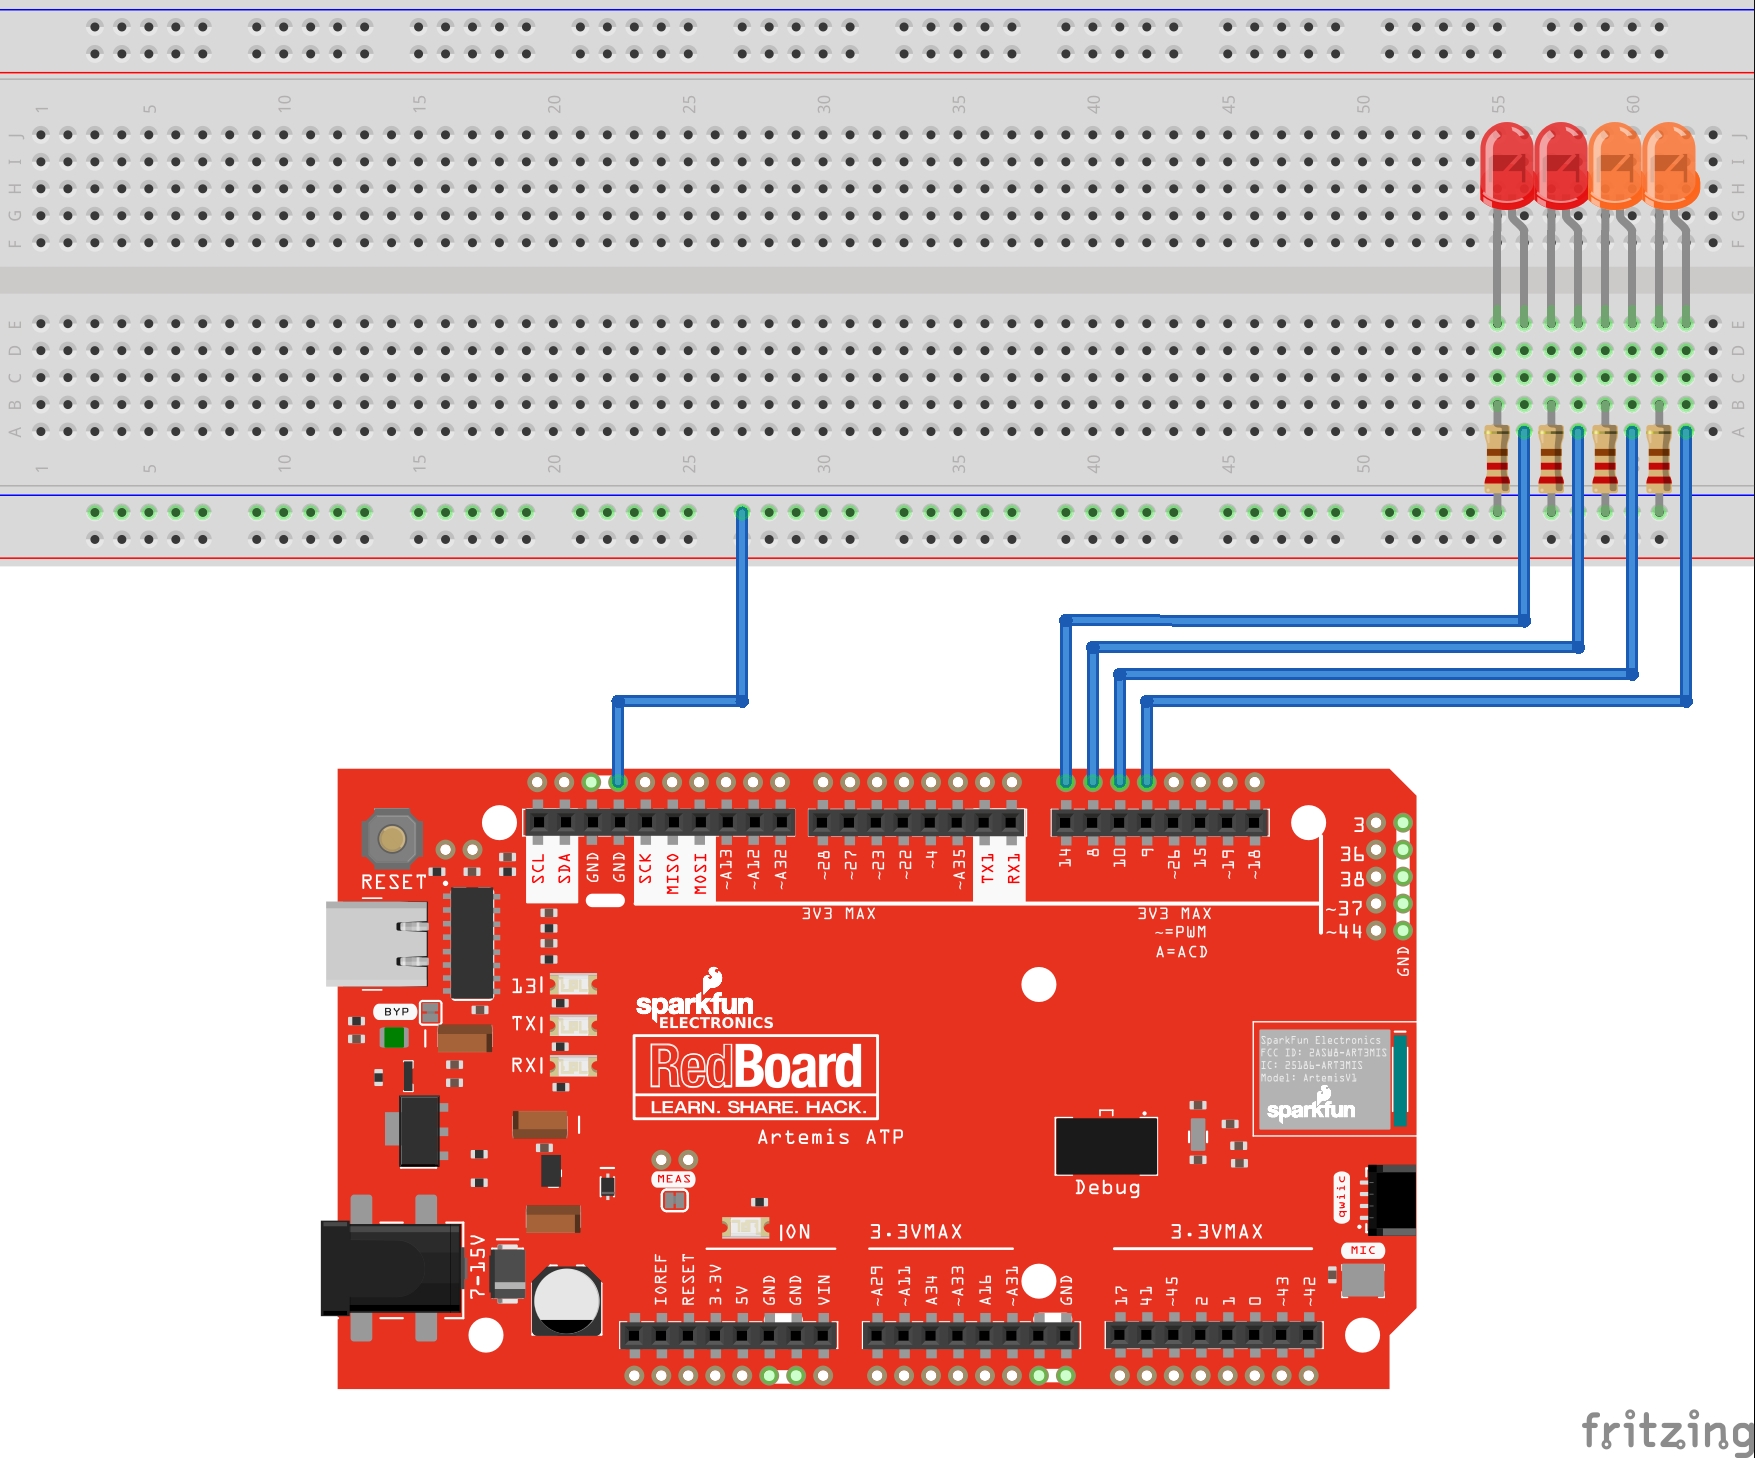 1 5 10 15 20 25 30 35 40 45 50 55 60
J J
I I
H H
G G
F F
E E
D D
C C
B B
A A
1 5 10 15 20 25 30 35 40 45 50
RESET
SCL SDA GND GND SCK MISO MOSI ~A13 ~A12 ~A32
~28 ~27 ~23 ~22 ~4 ~A35 TX1 RX1
14 8 10 9 ~26 15 ~19 ~18
3V3 MAX
3V3 MAX
~=PWM
A=ACD
3
36
38
~37
~44
GND
BYP
13
TX
RX
sparkfun
ELECTRONICS
RedBoard
LEARN. SHARE. HACK.
Artemis ATP
MEAS
ON
Debug
SparkFun Electronics
FCC ID: 2ASW8-ART3MIS
IC: 25186-ART3MIS
Model: ArtemisV1
sparkfun
qwiic
MIC
7-15V
3.3VMAX
3.3VMAX
IOREF RESET 3.3V 5V GND GND VIN
~A29 ~A11 A34 ~A33 A16 ~A31 GND
17 41 ~45 2 1 0 ~43 ~42
fritzing